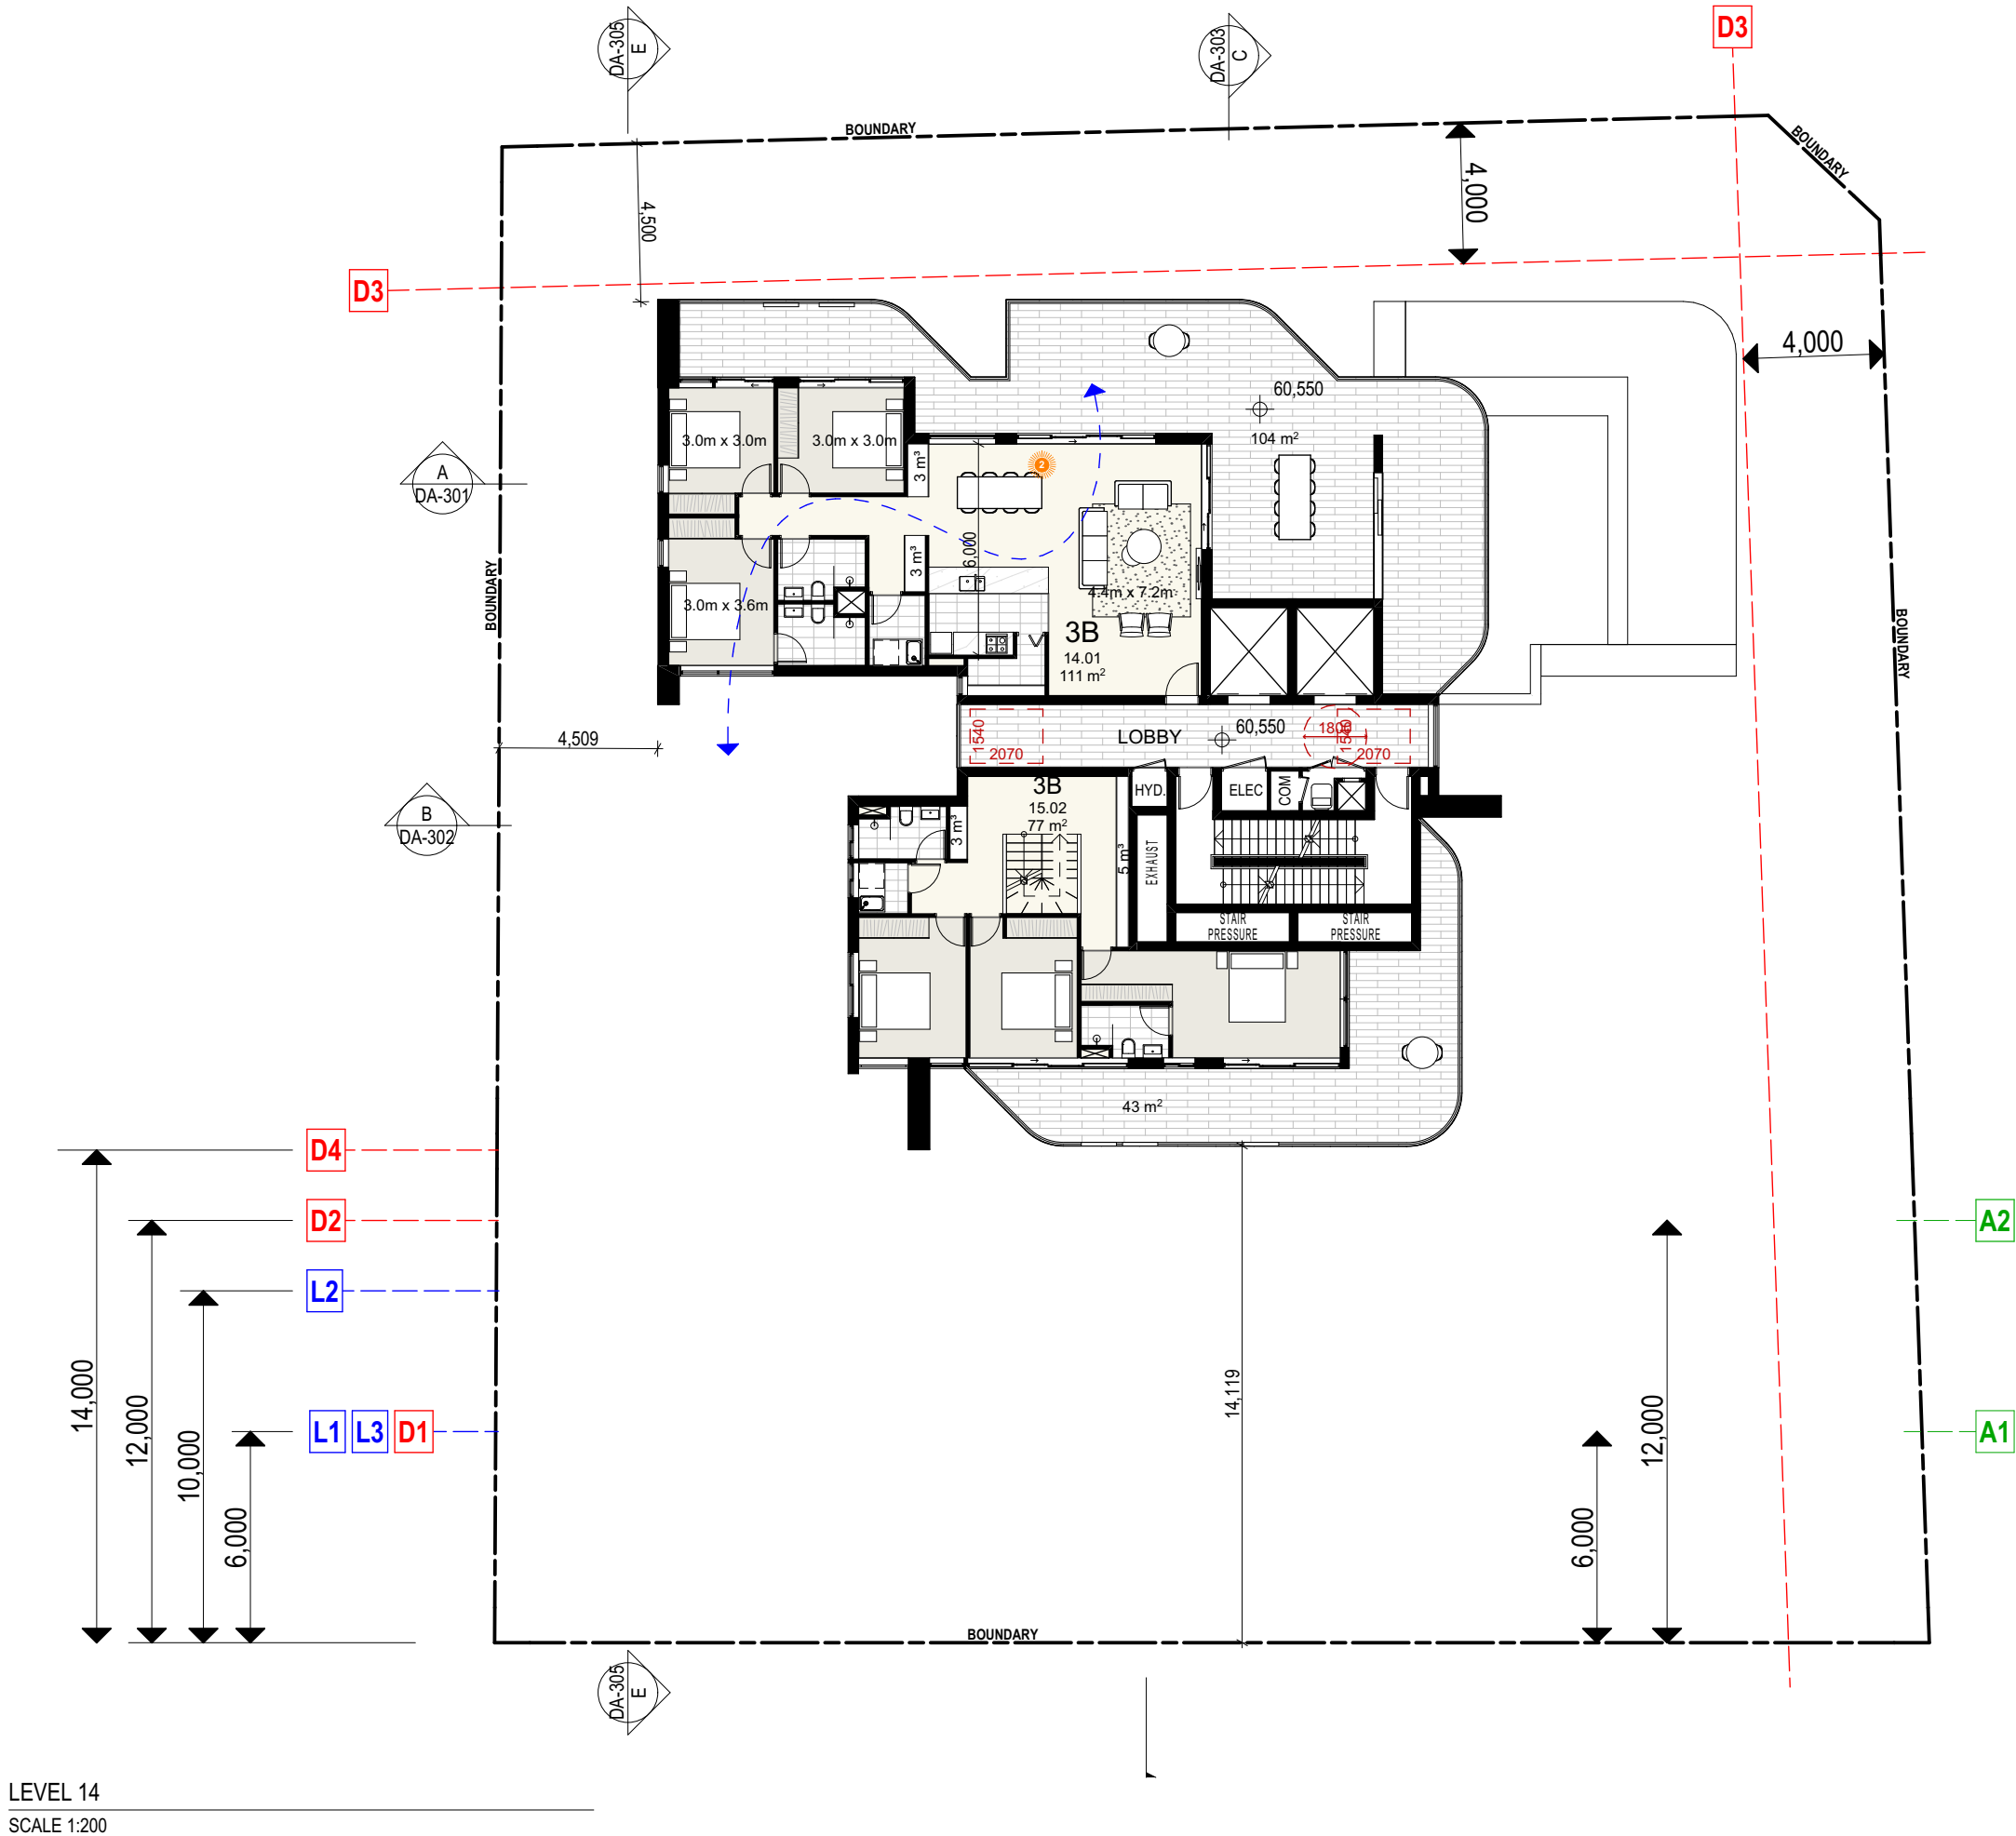 DA-305
E
DA-303
C
D3
BOUNDARY
BOUNDARY
4,000
4,500
D3
4,000
60,550
104 m²
3.0m x 3.0m
3.0m x 3.0m
3 m³
2
A
DA-301
6,000
3 m³
BOUNDARY
3.0m x 3.6m
4.4m x 7.2m
3B
14.01
111 m²
BOUNDARY
4,509
1540
2070
LOBBY
60,550
1800
1540
2070
3B
15.02
77 m²
HYD.
ELEC
COM
B
DA-302
3 m³
5 m³
EXHAUST
STAIR
PRESSURE
STAIR
PRESSURE
43 m²
D4
D2
A2
L2
14,000
12,000
10,000
6,000
L1 L3 D1
14,119
12,000
6,000
A1
BOUNDARY
DA-305
E
LEVEL 14
SCALE 1:200